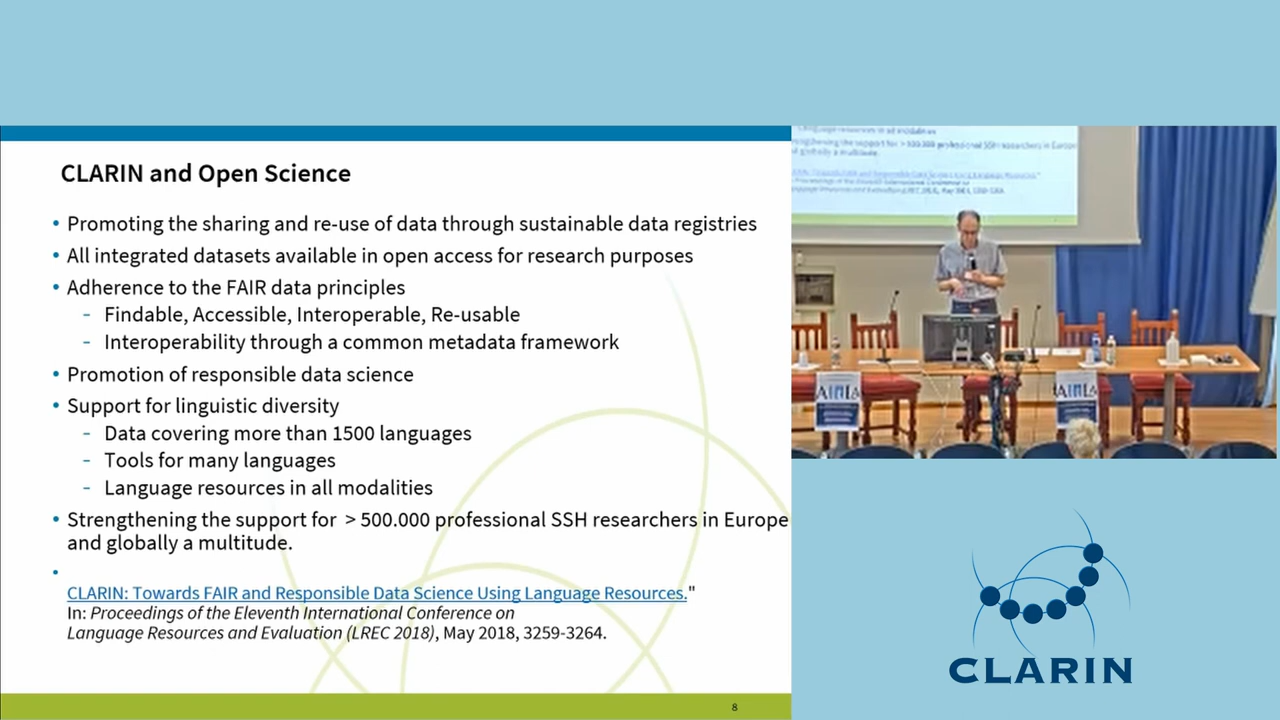 CLARIN and Open Science
• Promoting the sharing and re-use of data through sustainable data registries
• All integrated datasets available in open access for research purposes
• Adherence to the FAIR data principles
- Findable, Accessible, Interoperable, Re-usable
- Interoperability through a common metadata framework
• Promotion of responsible data science
• Support for linguistic diversity
- Data covering more than 1500 languages
- Tools for many languages
- Language resources in all modalities
• Strengthening the support for > 500.000 professional SSH researchers in Europe
and globally a multitude.
•
CLARIN: Towards FAIR and Responsible Data Science Using Language Resources."
In: Proceedings of the Eleventh International Conference on
Language Resources and Evaluation (LREC 2018), May 2018, 3259-3264.
8
CLARIN